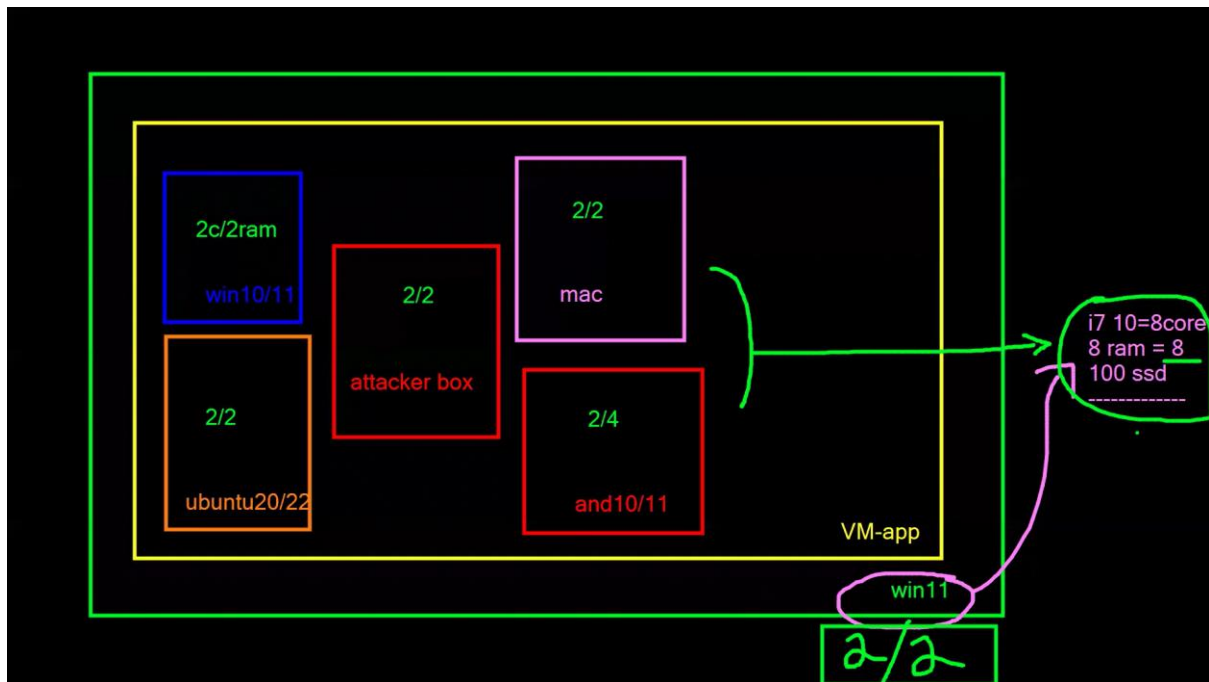 2c/2ram
win10/11
2/2
ubuntu20/22
2/2
attacker box
2/2
mac
2/4
and10/11
VM-app
win11
2/2
i7 10=8core
8 ram = 8
100 ssd
-------------